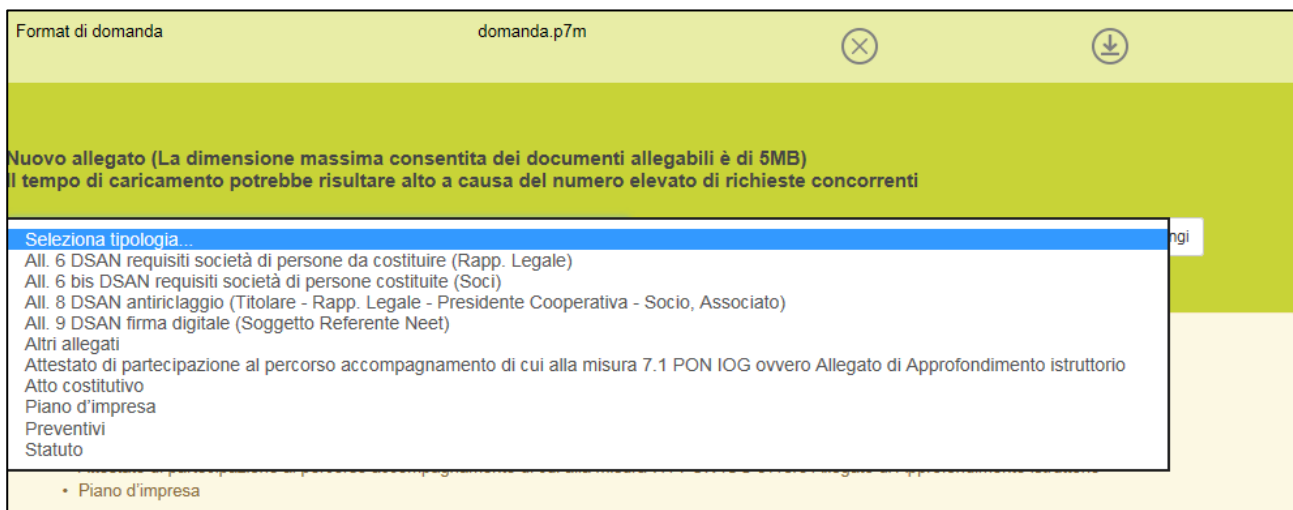 Format di domanda domanda.p7m
Nuovo allegato (La dimensione massima consentita dei documenti allegabili è di 5MB)
Il tempo di caricamento potrebbe risultare alto a causa del numero elevato di richieste concorrenti
Seleziona tipologia...
ngi
All. 6 DSAN requisiti società di persone da costituire (Rapp. Legale)
All. 6 bis DSAN requisiti società di persone costituite (Soci)
All. 8 DSAN antiriclaggio (Titolare - Rapp. Legale - Presidente Cooperativa - Socio, Associato)
All. 9 DSAN firma digitale (Soggetto Referente Neet)
Altri allegati
Attestato di partecipazione al percorso accompagnamento di cui alla misura 7.1 PON IOG ovvero Allegato di Approfondimento istruttorio
Atto costitutivo
Piano d'impresa
Preventivi
Statuto
• Piano d'impresa